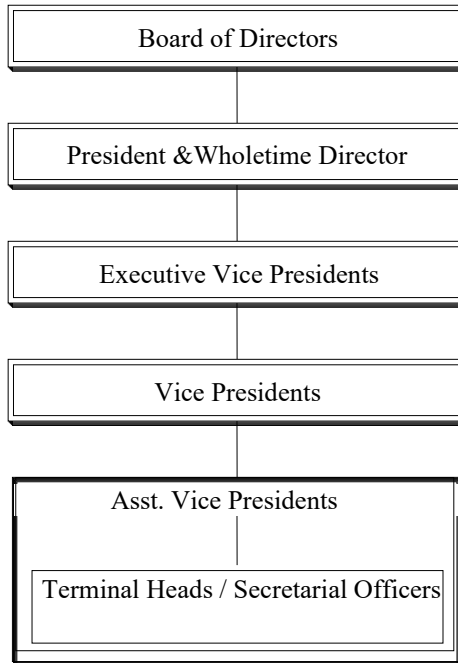 Board of Directors
President &Wholetime Director
Executive Vice Presidents
Vice Presidents
Asst. Vice Presidents
Terminal Heads / Secretarial Officers